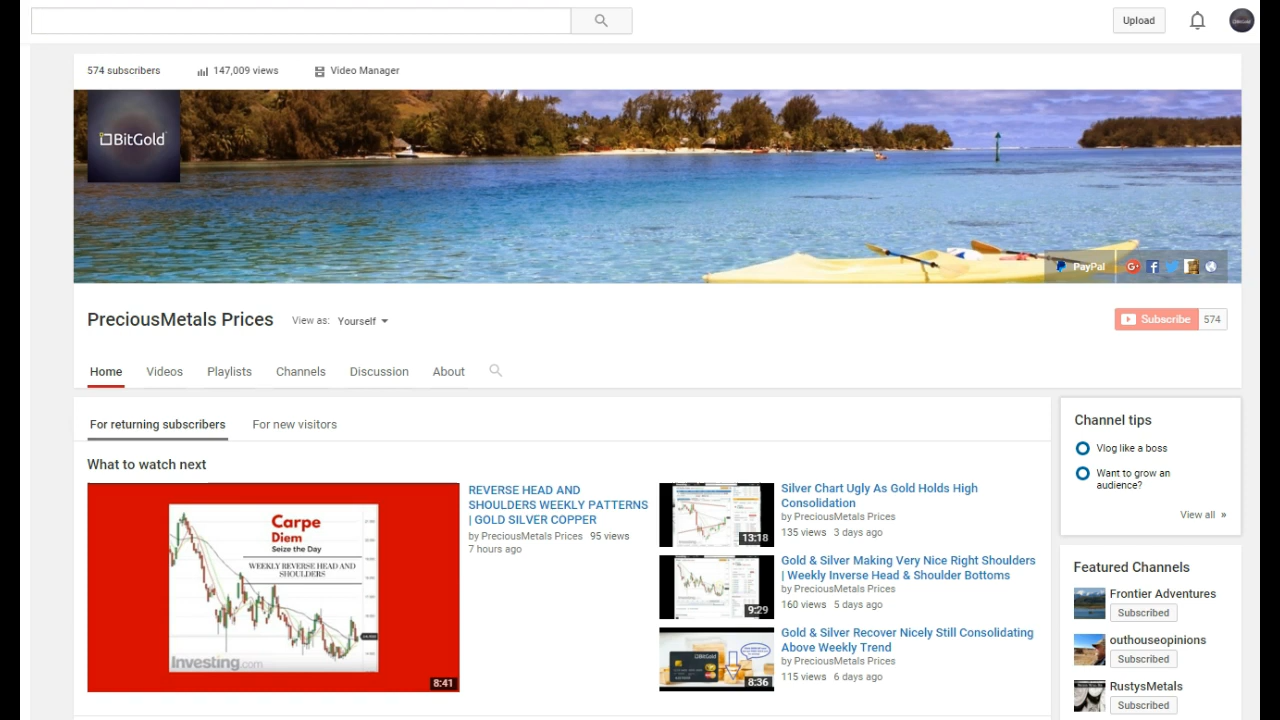 Upload
574 subscribers
147,009 views
Video Manager
BitGold
PayPal
PreciousMetals Prices
View as: Yourself
Subscribe 574
Home
Videos
Playlists
Channels
Discussion
About
For returning subscribers
For new visitors
What to watch next
Carpe
Diem
Seize the Day
WEEKLY REVERSE HEAD AND
SHOULDERS
Investing.com
8:41
REVERSE HEAD AND
SHOULDERS WEEKLY PATTERNS
| GOLD SILVER COPPER
by PreciousMetals Prices 95 views
7 hours ago
13:18
Silver Chart Ugly As Gold Holds High
Consolidation
by PreciousMetals Prices
135 views 3 days ago
9:29
Gold & Silver Making Very Nice Right Shoulders
| Weekly Inverse Head & Shoulder Bottoms
by PreciousMetals Prices
160 views 5 days ago
BitGold
8:36
Gold & Silver Recover Nicely Still Consolidating
Above Weekly Trend
by PreciousMetals Prices
115 views 6 days ago
Channel tips
Vlog like a boss
Want to grow an
audience?
View all »
Featured Channels
Frontier Adventures
Subscribed
outhouseopinions
Subscribed
RustysMetals
Subscribed